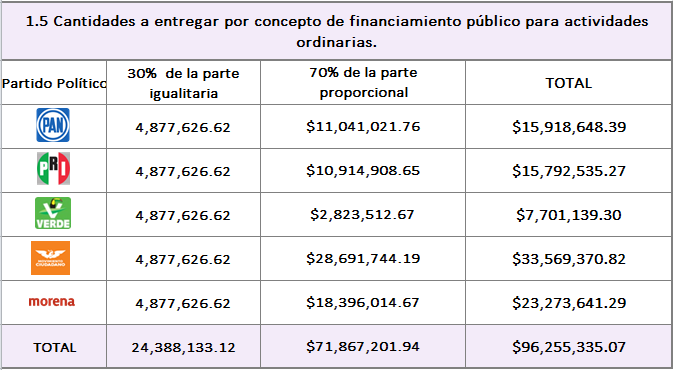 1.5 Cantidades a entregar por concepto de financiamiento público para actividades
ordinarias.
Partido Político 30% de la parte igualitaria 70% de la parte proporcional TOTAL
PAN 4,877,626.62 $11,041,021.76 $15,918,648.39
PRI 4,877,626.62 $10,914,908.65 $15,792,535.27
VERDE 4,877,626.62 $2,823,512.67 $7,701,139.30
CIUDADANO 4,877,626.62 $28,691,744.19 $33,569,370.82
morena 4,877,626.62 $18,396,014.67 $23,273,641.29
TOTAL 24,388,133.12 $71,867,201.94 $96,255,335.07